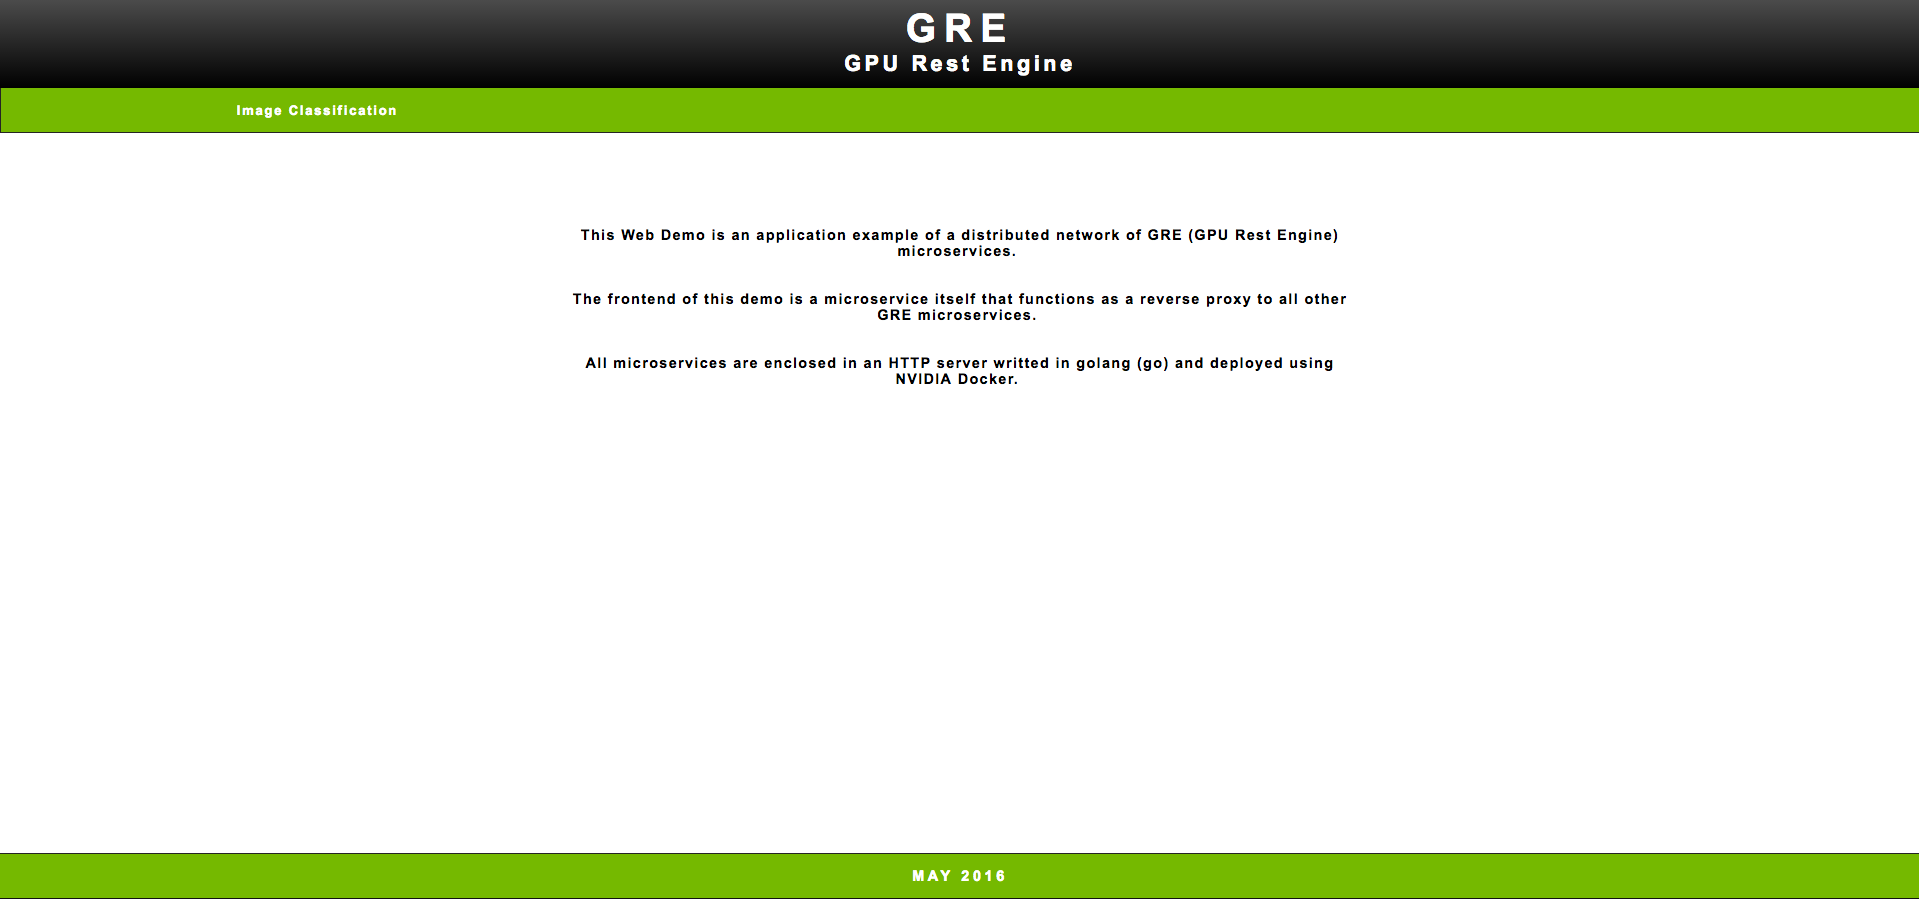 GRE
GPU Rest Engine
Image Classification
This Web Demo is an application example of a distributed network of GRE (GPU Rest Engine)
microservices.
The frontend of this demo is a microservice itself that functions as a reverse proxy to all other
GRE microservices.
All microservices are enclosed in an HTTP server writted in golang (go) and deployed using
NVIDIA Docker.
MAY 2016